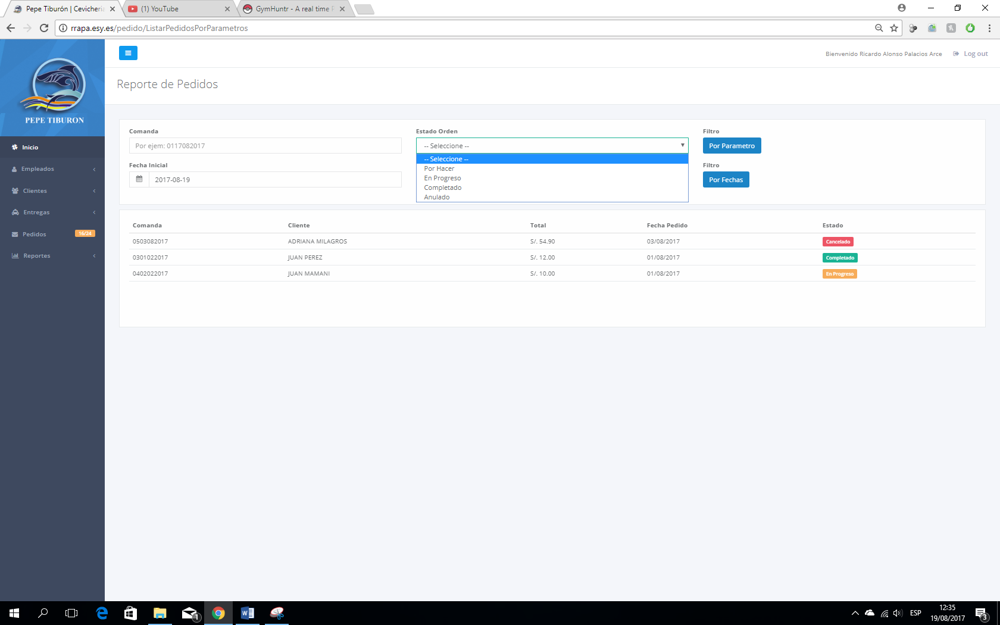 Pepe Tiburón | Cevicheria
(1) YouTube
GymHuntr - A real time P
rrapa.esy.es/pedido/ListarPedidosPorParametros
PEPE TIBURON
Bienvenido Ricardo Alonso Palacios Arce
Log out
Reporte de Pedidos
Inicio
Empleados
Clientes
Entregas
Pedidos 16/24
Reportes
Comanda
Por ejem: 0117082017
Estado Orden
-- Seleccione --
-- Seleccione --
Por Hacer
En Progreso
Completado
Anulado
Filtro
Por Parametro
Fecha Inicial
2017-08-19
Filtro
Por Fechas
Comanda Cliente Total Fecha Pedido Estado
0503082017 ADRIANA MILAGROS S/. 54.90 03/08/2017 Cancelado
0301022017 JUAN PEREZ S/. 12.00 01/08/2017 Completado
0402022017 JUAN MAMANI S/. 10.00 01/08/2017 En Progreso
1
ESP
12:35
19/08/2017
3